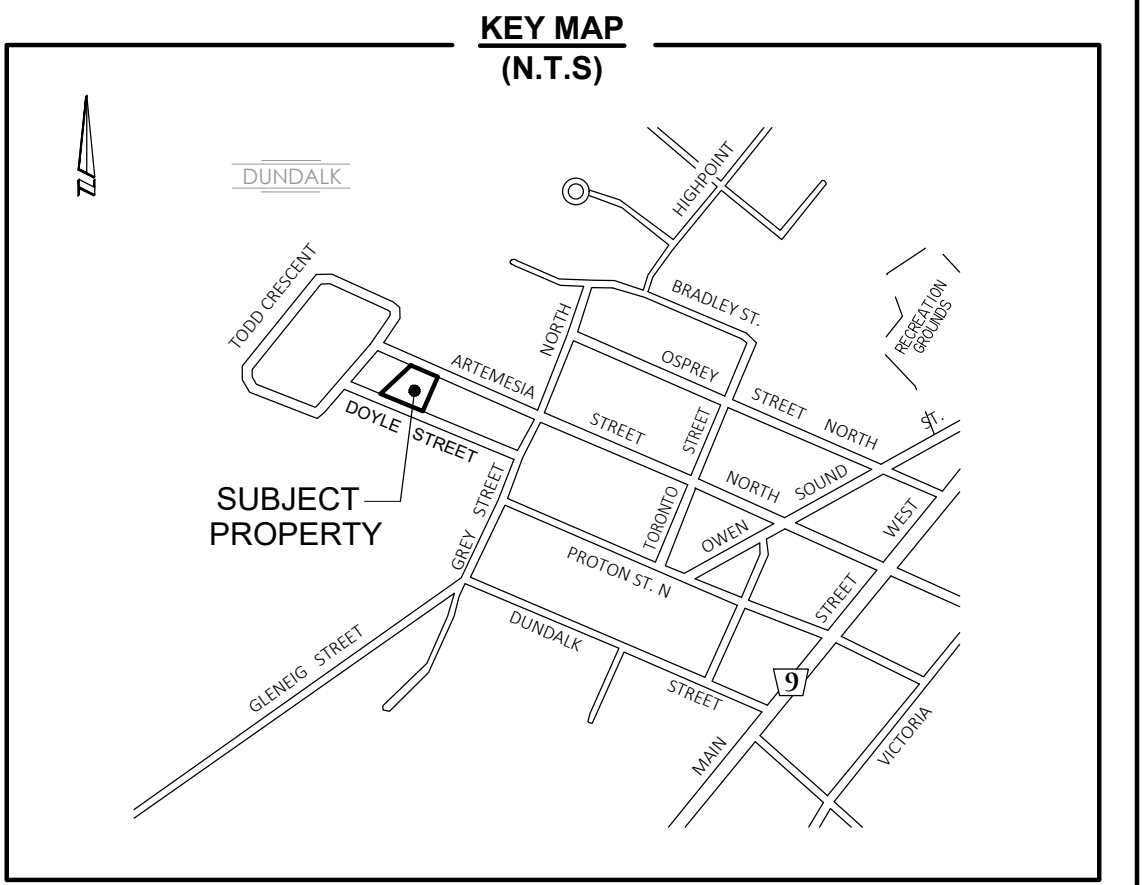 KEY MAP
(N.T.S)
N
DUNDALK
HIGHPOINT
TODD CRESCENT
BRADLEY ST.
RECREATION
GROUNDS
NORTH
ARTEMESIA
OSPREY
STREET
NORTH
ST.
DOYLE STREET
STREET
STREET
NORTH
SOUND
SUBJECT
PROPERTY
GREY STREET
TORONTO
OWEN
WEST
PROTON ST. N
STREET
DUNDALK
STREET
9
GLENEIG STREET
MAIN
VICTORIA